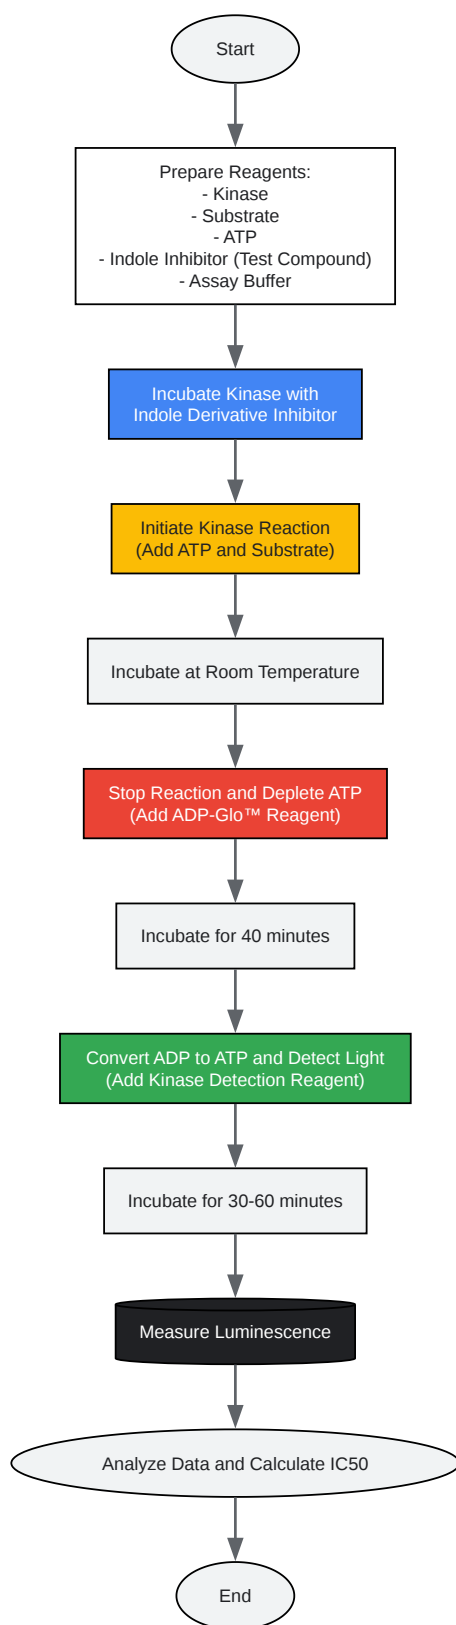 Start
Prepare Reagents:
- Kinase
- Substrate
- ATP
- Indole Inhibitor (Test Compound)
- Assay Buffer
Incubate Kinase with
Indole Derivative Inhibitor
Initiate Kinase Reaction
(Add ATP and Substrate)
Incubate at Room Temperature
Stop Reaction and Deplete ATP
(Add ADP-Glo™ Reagent)
Incubate for 40 minutes
Convert ADP to ATP and Detect Light
(Add Kinase Detection Reagent)
Incubate for 30-60 minutes
Measure Luminescence
Analyze Data and Calculate IC50
End